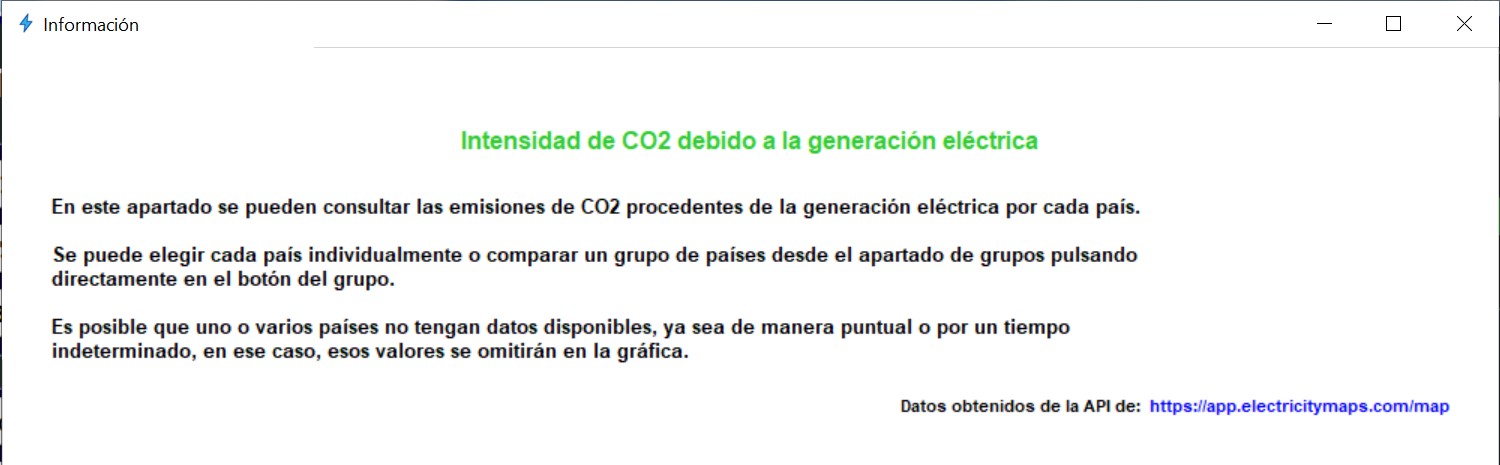 Información
Intensidad de CO2 debido a la generación eléctrica
En este apartado se pueden consultar las emisiones de CO2 procedentes de la generación eléctrica por cada país.
Se puede elegir cada país individualmente o comparar un grupo de países desde el apartado de grupos pulsando
directamente en el botón del grupo.
Es posible que uno o varios países no tengan datos disponibles, ya sea de manera puntual o por un tiempo
indeterminado, en ese caso, esos valores se omitirán en la gráfica.
Datos obtenidos de la API de: https://app.electricitymaps.com/map